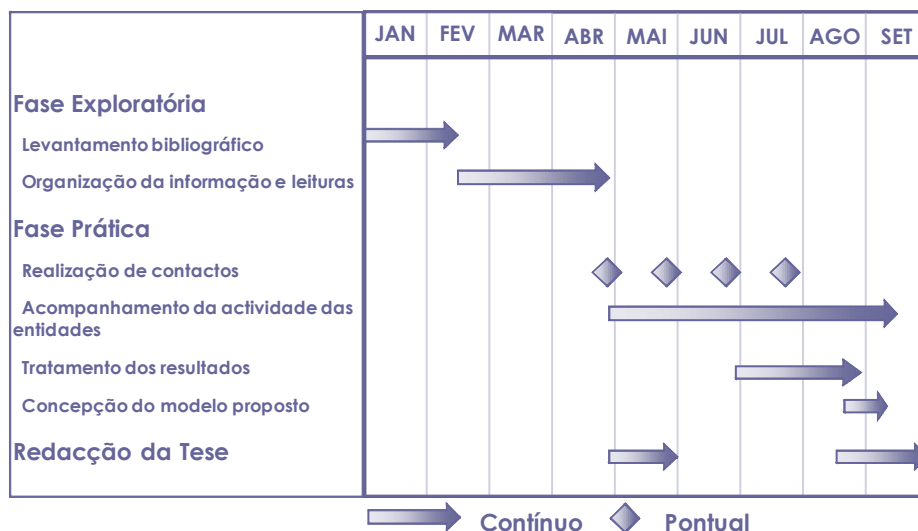 JAN FEV MAR ABR MAI JUN JUL AGO SET
Fase Exploratória
Levantamento bibliográfico
Organização da informação e leituras
Fase Prática
Realização de contactos
Acompanhamento da actividade das
entidades
Tratamento dos resultados
Concepção do modelo proposto
Redacção da Tese
Contínuo Pontual